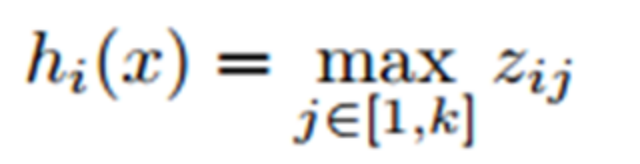 h_i(x) = max_{j∈[1,k]} z_{ij}